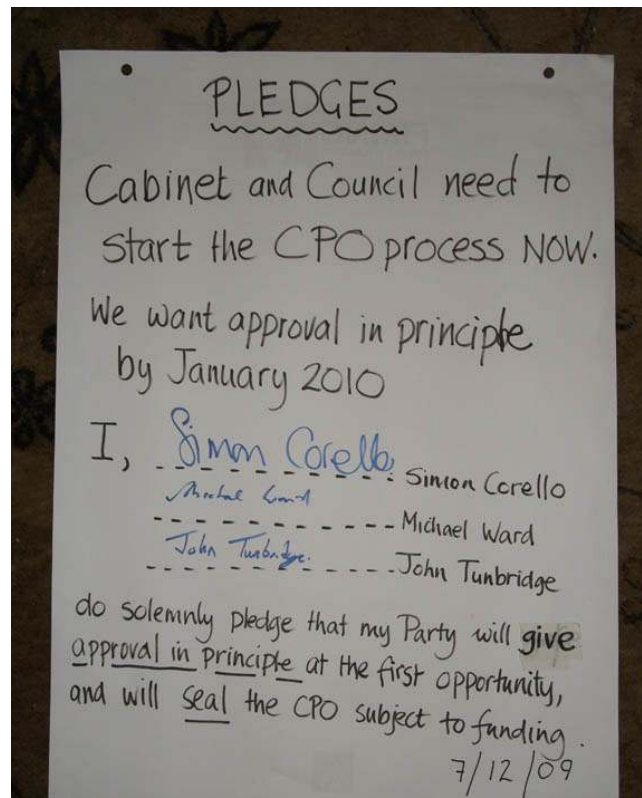 PLEDGES
Cabinet and Council need to
start the CPO process NOW.
We want approval in principle
by January 2010
I, Simon Corello Simon Corello
Michael Ward Michael Ward
John Tunbridge. John Tunbridge
do solemnly pledge that my Party will give
approval in principle at the first opportunity,
and will seal the CPO subject to funding.
7/12/09